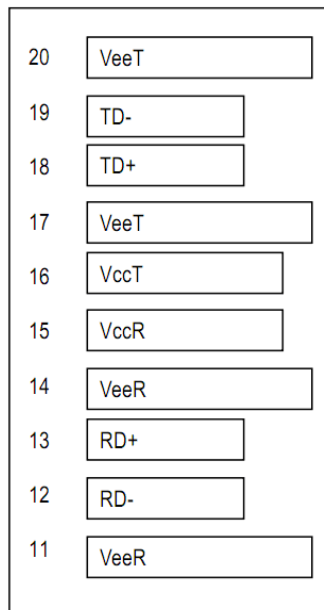 20 VeeT
19 TD-
18 TD+
17 VeeT
16 VccT
15 VccR
14 VeeR
13 RD+
12 RD-
11 VeeR